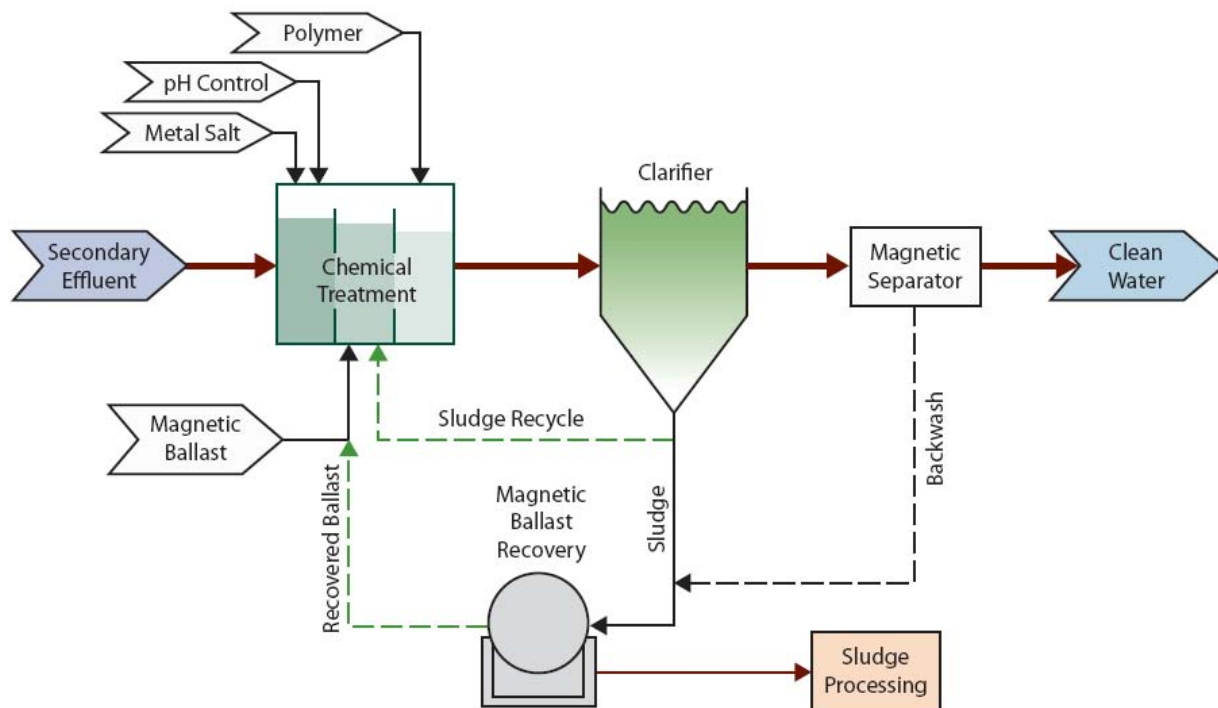 Polymer
pH Control
Metal Salt
Clarifier
Secondary
Effluent
Chemical
Treatment
Magnetic
Separator
Clean
Water
Magnetic
Ballast
Sludge Recycle
Backwash
Recovered Ballast
Magnetic
Ballast
Recovery
Sludge
Sludge
Processing